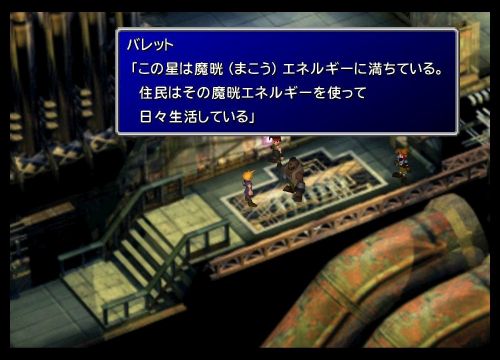 バレット
「この星は魔晄(まこう)エネルギーに満ちている。
住民はその魔晄エネルギーを使って
日々生活している」